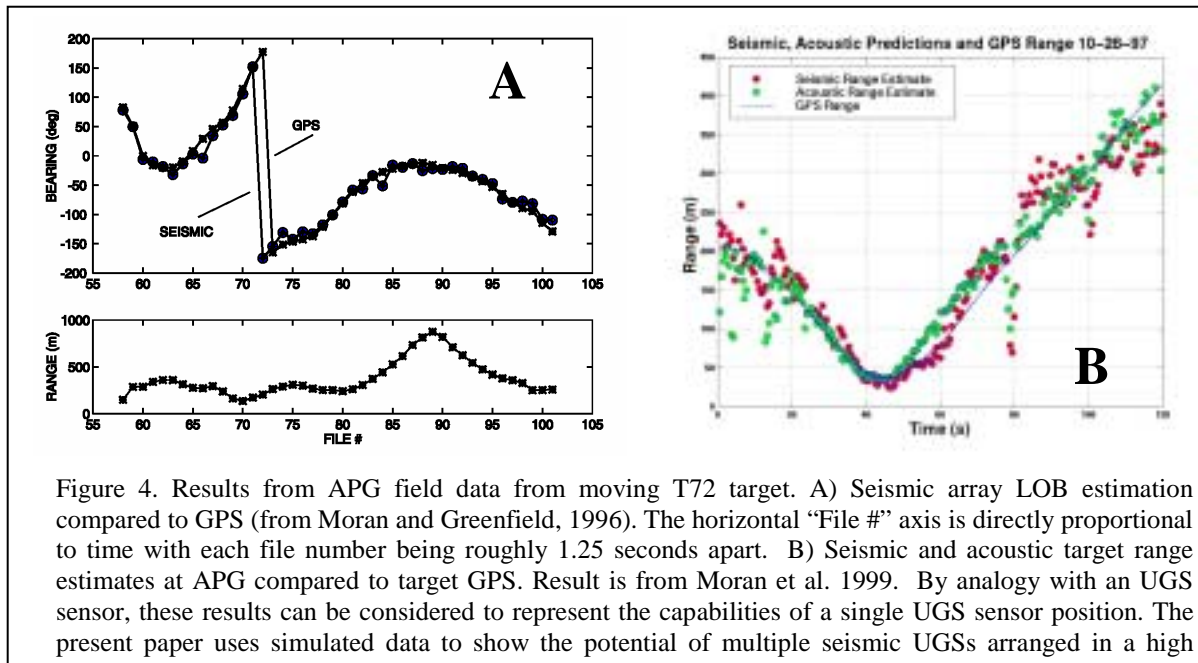 A
200
150
100
50
0
-50
-100
-150
-200
BEARING (deg)
GPS
SEISMIC
55 60 65 70 75 80 85 90 95 100 105
1000
500
0
RANGE (m)
55 60 65 70 75 80 85 90 95 100 105
FILE #
Seismic, Acoustic Predictions and GPS Range 10-26-97
Seismic Range Estimate
Acoustic Range Estimate
GPS Range
Range (m)
B
0 20 40 60 80 100 120
Time (s)
Figure 4. Results from APG field data from moving T72 target. A) Seismic array LOB estimation
compared to GPS (from Moran and Greenfield, 1996). The horizontal “File #” axis is directly proportional
to time with each file number being roughly 1.25 seconds apart. B) Seismic and acoustic target range
estimates at APG compared to target GPS. Result is from Moran et al. 1999. By analogy with an UGS
sensor, these results can be considered to represent the capabilities of a single UGS sensor position. The
present paper uses simulated data to show the potential of multiple seismic UGSs arranged in a high